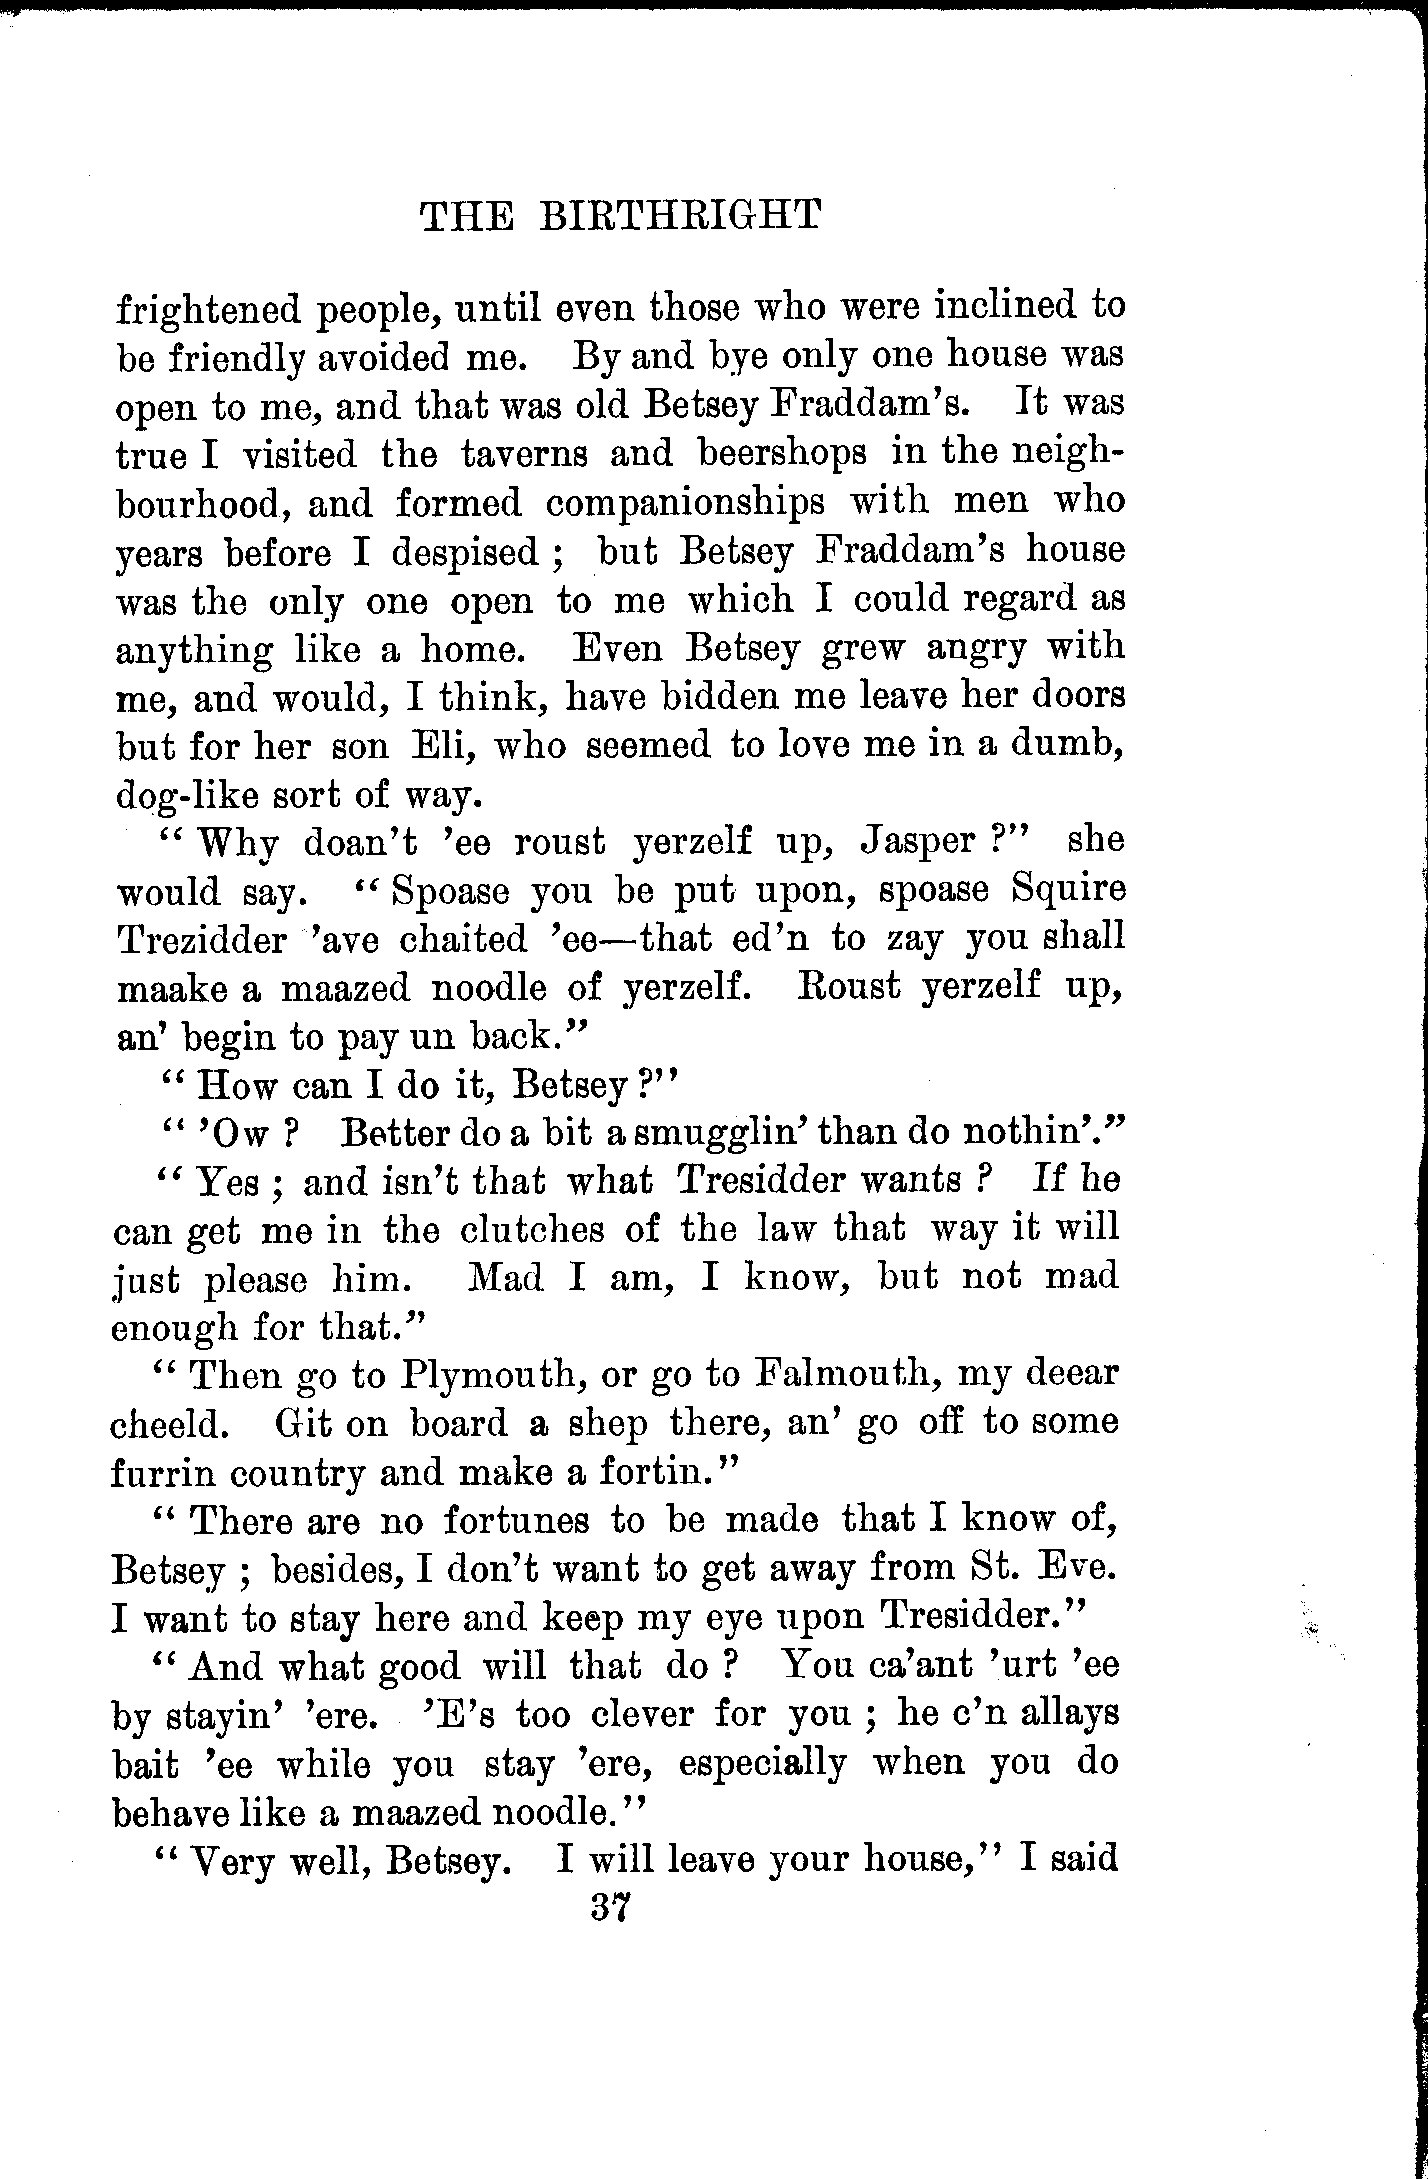 THE BIRTHRIGHT
frightened people, until even those who were inclined to
be friendly avoided me. By and bye only one house was
open to me, and that was old Betsey Fraddam's. It was
true I visited the taverns and beershops in the neigh-
bourhood, and formed companionships with men who
years before I despised ; but Betsey Fraddam's house
was the only one open to me which I could regard as
anything like a home. Even Betsey grew angry with
me, and would, I think, have bidden me leave her doors
but for her son Eli, who seemed to love me in a dumb,
dog-like sort of way.
" Why doan't 'ee roust yerzelf up, Jasper ?" she
would say. " Spoase you be put upon, spoase Squire
Trezidder 'ave chaited 'ee—that ed'n to zay you shall
maake a maazed noodle of yerzelf. Roust yerzelf up,
an' begin to pay un back."
" How can I do it, Betsey ?"
" 'Ow ? Better do a bit a smugglin' than do nothin'."
" Yes ; and isn't that what Tresidder wants ? If he
can get me in the clutches of the law that way it will
just please him. Mad I am, I know, but not mad
enough for that."
" Then go to Plymouth, or go to Falmouth, my deear
cheeld. Git on board a shep there, an' go off to some
furrin country and make a fortin."
" There are no fortunes to be made that I know of,
Betsey ; besides, I don't want to get away from St. Eve.
I want to stay here and keep my eye upon Tresidder."
" And what good will that do ? You ca'ant 'urt 'ee
by stayin' 'ere. 'E's too clever for you ; he c'n allays
bait 'ee while you stay 'ere, especially when you do
behave like a maazed noodle."
" Very well, Betsey. I will leave your house," I said
37